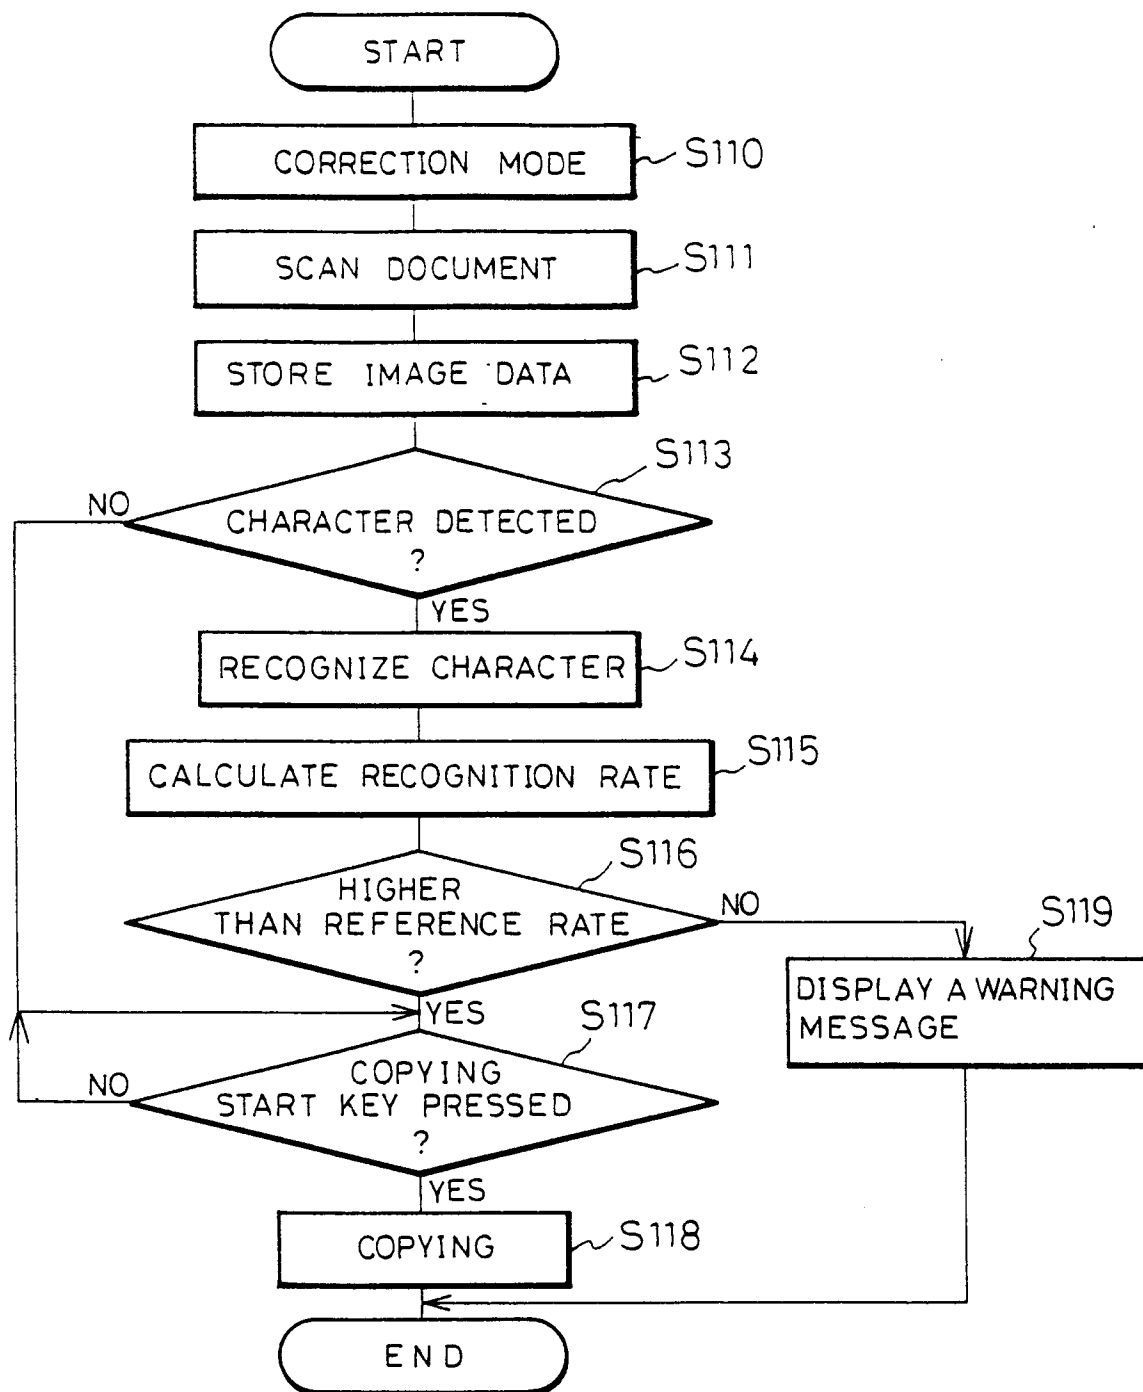 START
CORRECTION MODE
S110
SCAN DOCUMENT
S111
STORE IMAGE DATA
S112
S113
NO
CHARACTER DETECTED
?
YES
RECOGNIZE CHARACTER
S114
CALCULATE RECOGNITION RATE
S115
S116
HIGHER
THAN REFERENCE RATE
?
NO
S119
DISPLAY A WARNING
MESSAGE
YES
S117
NO
COPYING
START KEY PRESSED
?
YES
COPYING
S118
END